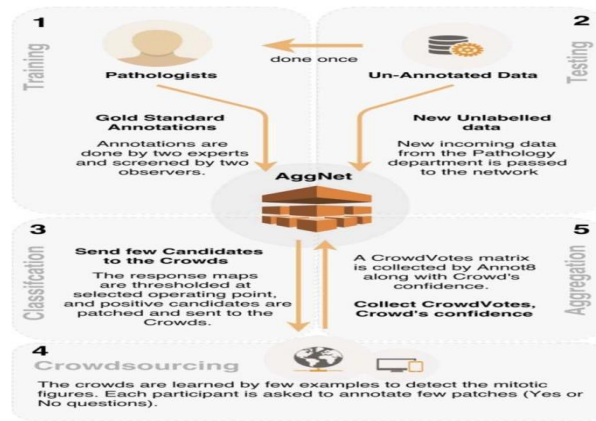 1
Training
Pathologists
done once
2
Testing
Un-Annotated Data
Gold Standard
Annotations
Annotations are
done by two experts
and screened by two
observers.
New Unlabelled
data
New incoming data
from the Pathology
department is passed
to the network
AggNet
3
Classifcation
Send few Candidates
to the Crowds
The response maps
are thresholded at
selected operating point,
and positive candidates are
patched and sent to the
Crowds.
5
Aggregation
A CrowdVotes matrix
is collected by Annot8
along with Crowd's
confidence.
Collect CrowdVotes,
Crowd's confidence
4
Crowdsourcing
The crowds are learned by few examples to detect the mitotic
figures. Each participant is asked to annotate few patches (Yes or
No questions).